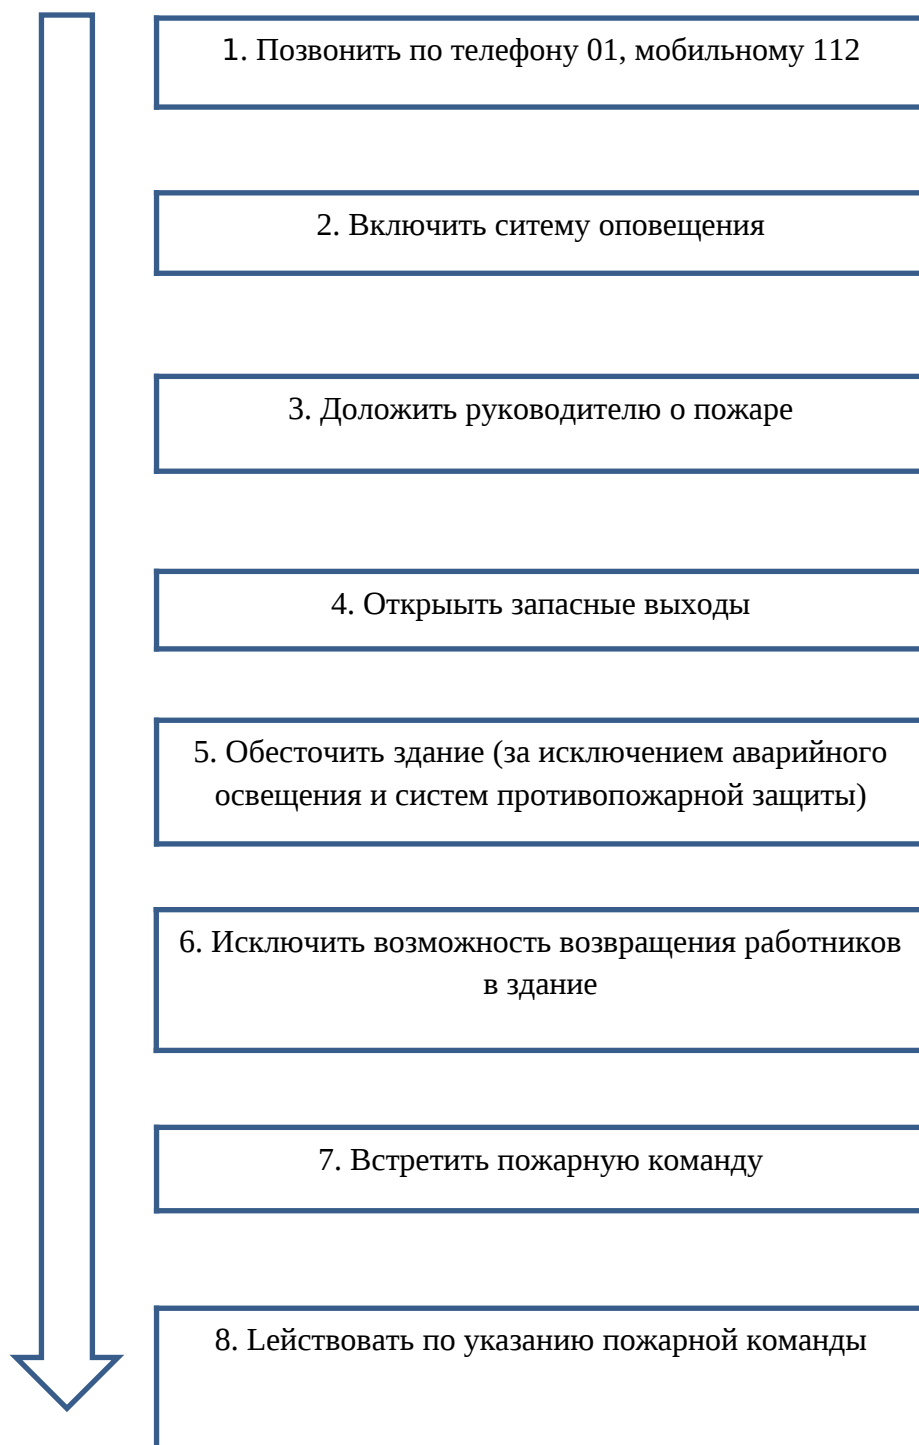 1. Позвонить по телефону 01, мобильному 112
2. Включить ситему оповещения
3. Доложить руководителю о пожаре
4. Открыыть запасные выходы
5. Обесточить здание (за исключением аварийного
освещения и систем противопожарной защиты)
6. Исключить возможность возвращения работников
в здание
7. Встретить пожарную команду
8. Lействовать по указанию пожарной команды